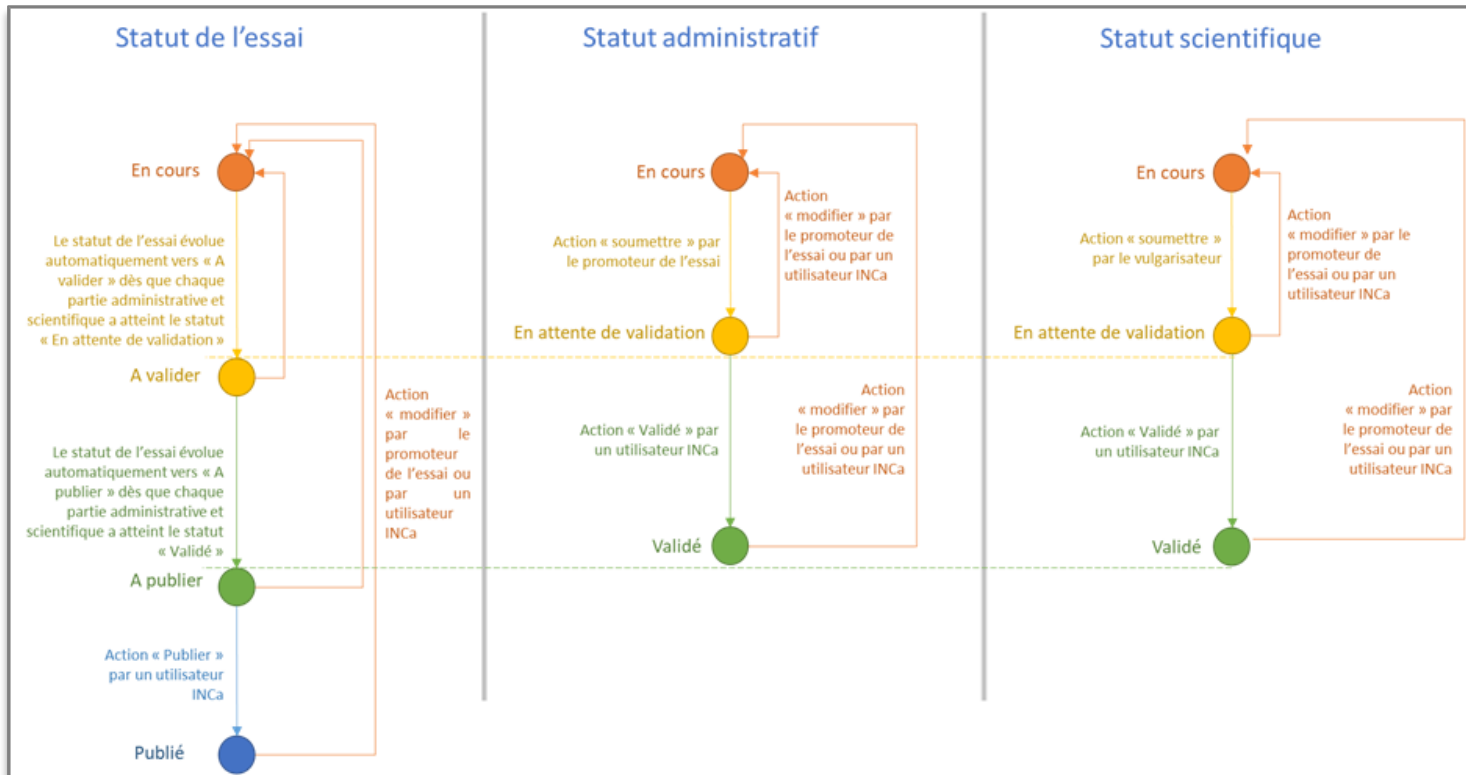 Statut de l’essai
En cours
Le statut de l’essai évolue
automatiquement vers « A
valider » dès que chaque
partie administrative et
scientifique a atteint le statut
« En attente de validation »
A valider
Le statut de l’essai évolue
automatiquement vers « A
publier » dès que chaque
partie administrative et
scientifique a atteint le statut
« Validé »
A publier
Action « Publier »
par un utilisateur
INCa
Publié
Action
« modifier »
par le
promoteur
de l’essai ou
par un
utilisateur
INCa
Statut administratif
En cours
Action « soumettre » par
le promoteur de l’essai
Action
« modifier » par
le promoteur de
l’essai ou par un
utilisateur INCa
En attente de validation
Action « Validé » par
un utilisateur INCa
Action
« modifier » par
le promoteur de
l’essai ou par un
utilisateur INCa
Validé
Statut scientifique
En cours
Action « soumettre »
par le vulgarisateur
Action
« modifier » par le
promoteur de
l’essai ou par un
utilisateur INCa
En attente de validation
Action « Validé » par
un utilisateur INCa
Action
« modifier » par
le promoteur de
l’essai ou par un
utilisateur INCa
Validé